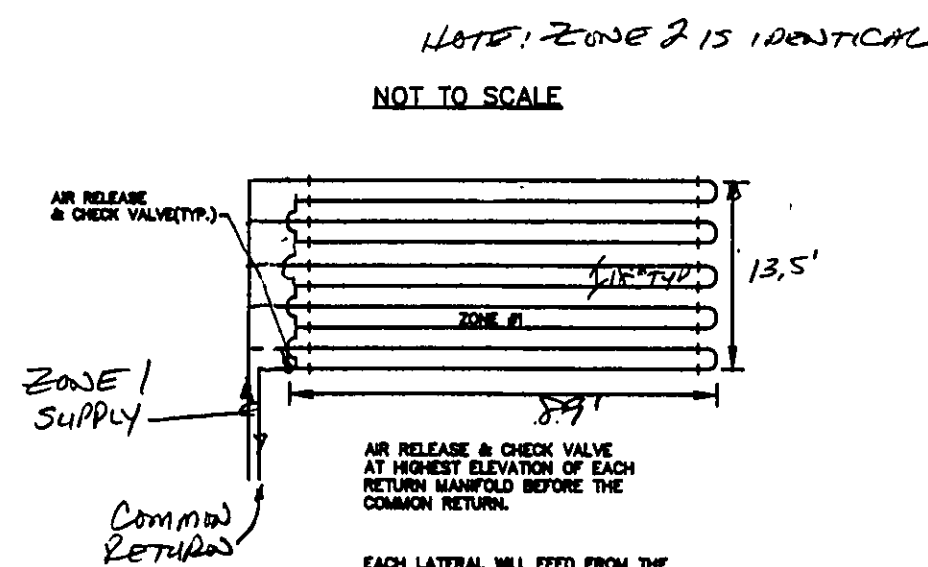 NOTE! ZONE 2 IS IDENTICAL
NOT TO SCALE
AIR RELEASE
& CHECK VALVE(TYP.)
18" TYP
13,5'
ZONE #1
ZONE 1
SUPPLY
89'
AIR RELEASE & CHECK VALVE
AT HIGHEST ELEVATION OF EACH
RETURN MANIFOLD BEFORE THE
COMMON RETURN.
COMMON
RETURN
EACH LATERAL WILL FEED FROM THE